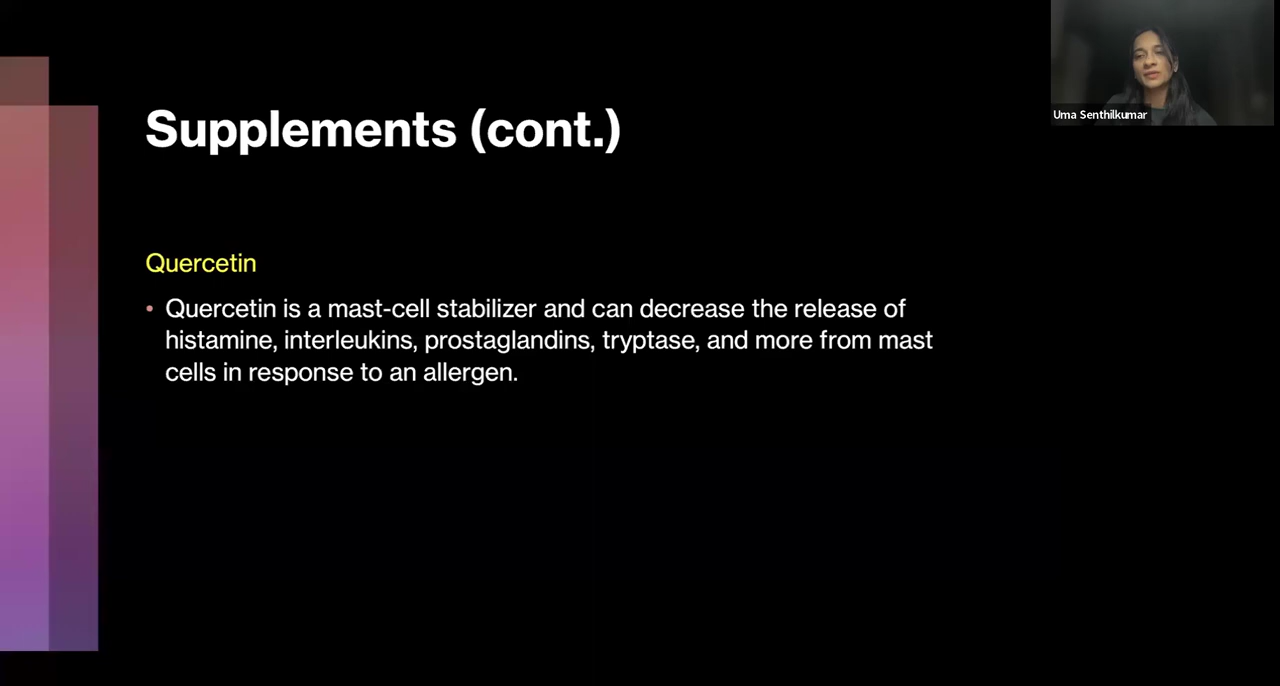 Supplements (cont.)
Uma Senthilkumar
Quercetin
• Quercetin is a mast-cell stabilizer and can decrease the release of
histamine, interleukins, prostaglandins, tryptase, and more from mast
cells in response to an allergen.